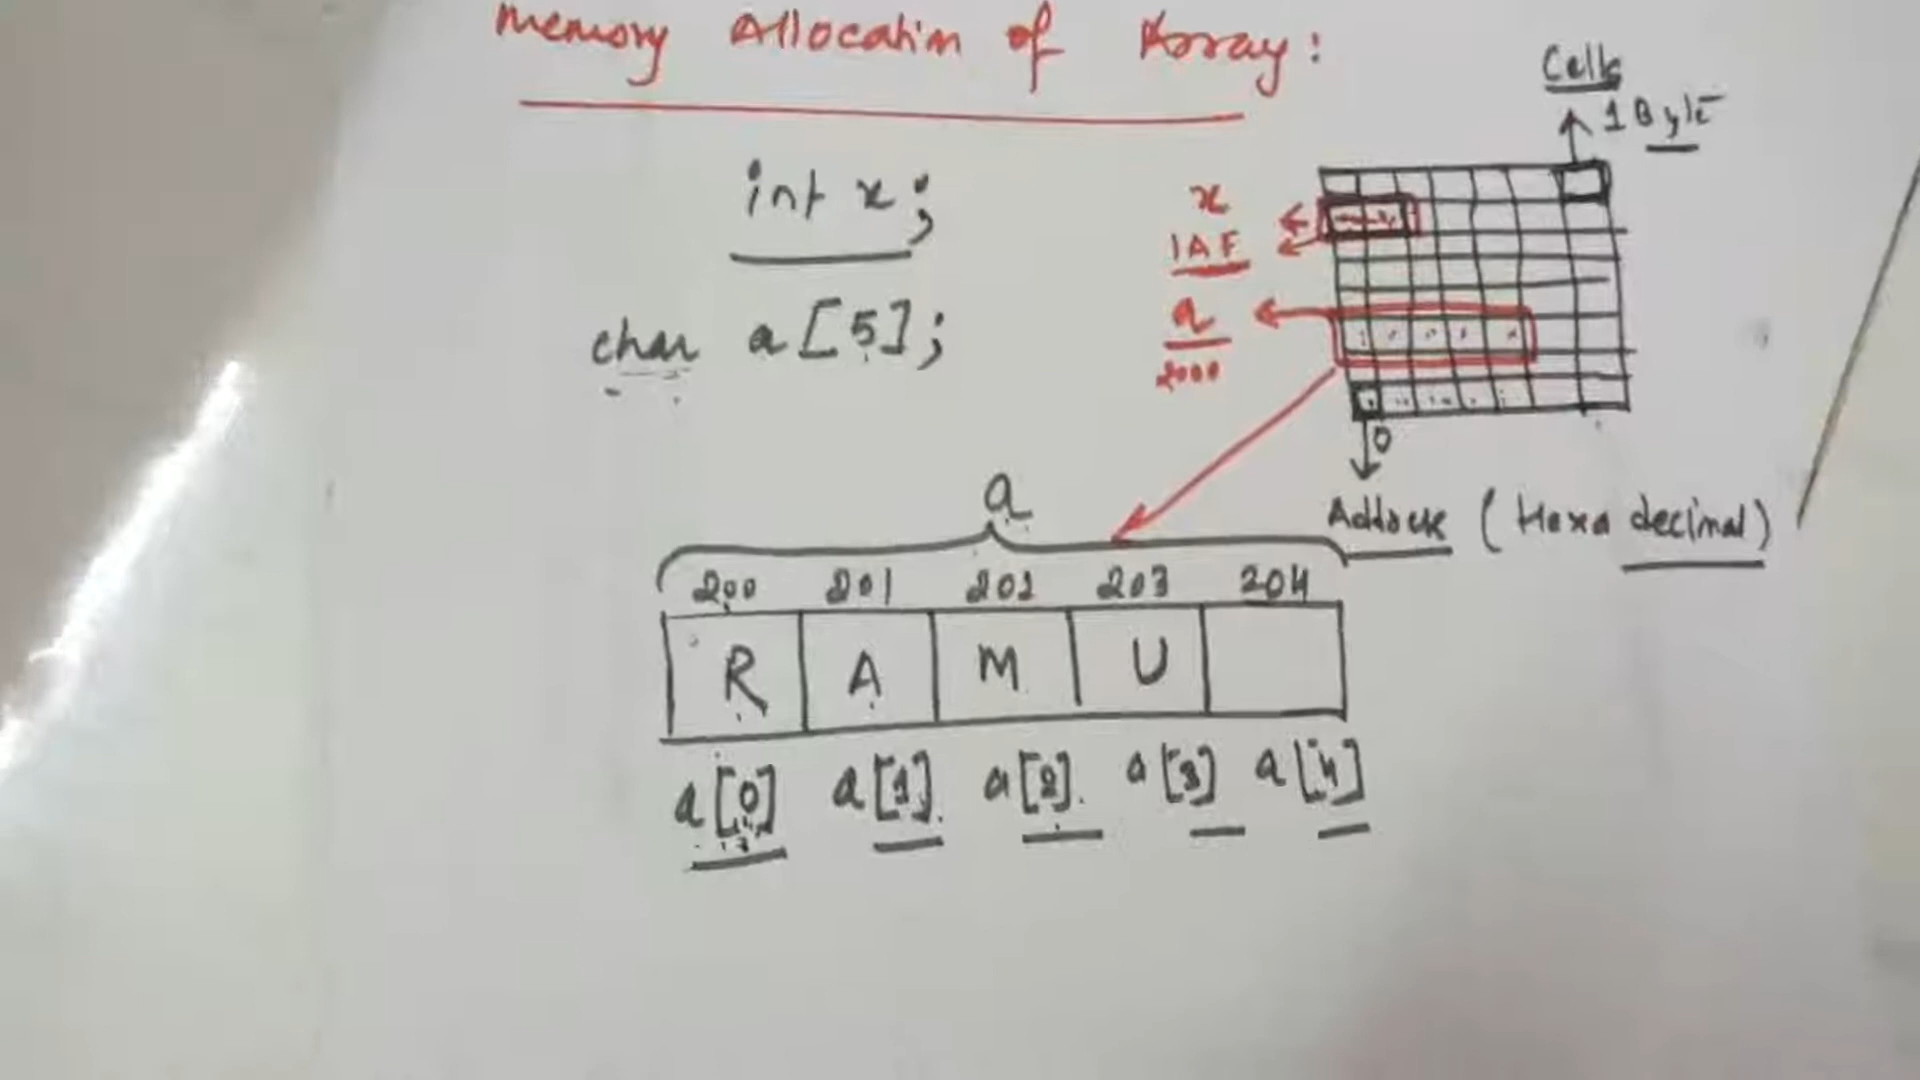 Memory Allocation of Array:
Cells
1 Byte
int x;
x
1AF
char a[5];
a
2000
0
Address (Hexa decimal)
a
200 201 202 203 204
R A M U
a[0] a[1] a[2] a[3] a[4]